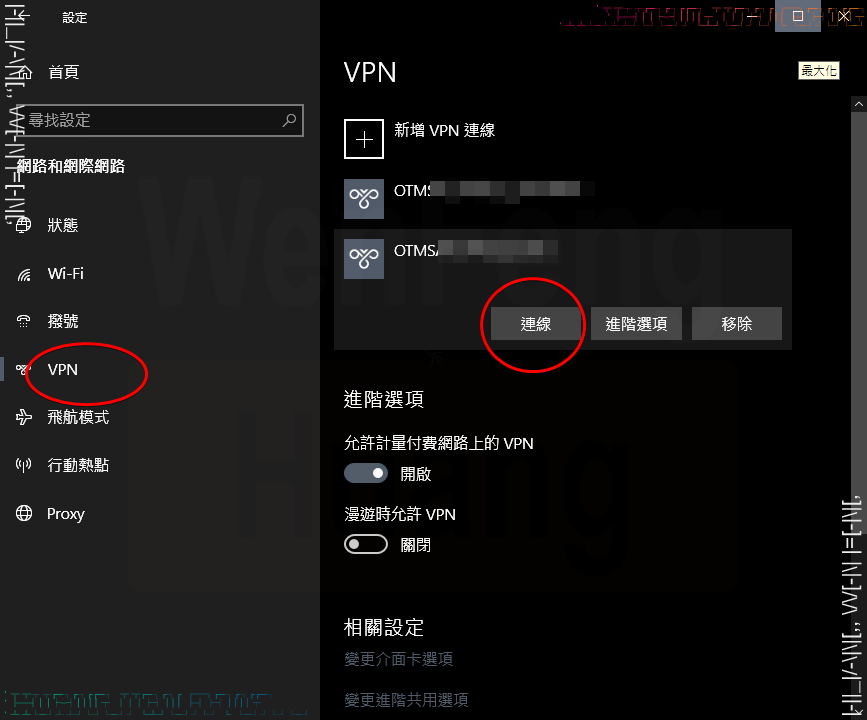 設定
首頁
尋找設定
網路和網際網路
狀態
Wi-Fi
撥號
VPN
飛航模式
行動熱點
Proxy
VPN
最大化
新增 VPN 連線
OTMS
OTMSA
連線
進階選項
移除
進階選項
允許計量付費網路上的 VPN
開啟
漫遊時允許 VPN
關閉
相關設定
變更介面卡選項
變更進階共用選項
WenFeng
Huang